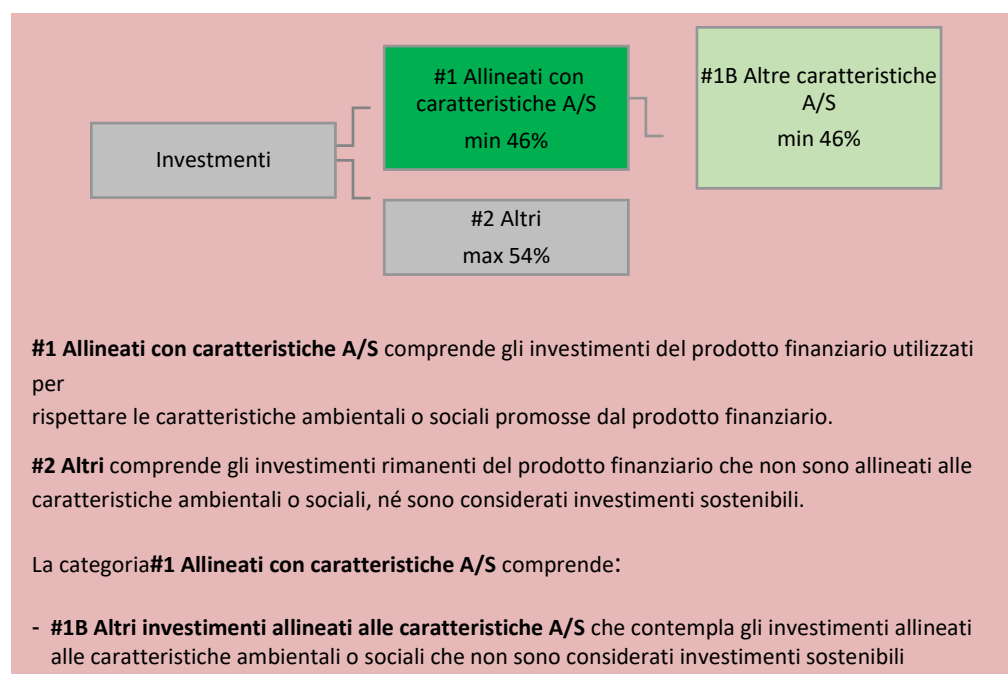 Investimenti
#1 Allineati con
caratteristiche A/S
min 46%
#1B Altre caratteristiche
A/S
min 46%
#2 Altri
max 54%
#1 Allineati con caratteristiche A/S comprende gli investimenti del prodotto finanziario utilizzati
per
rispettare le caratteristiche ambientali o sociali promosse dal prodotto finanziario.
#2 Altri comprende gli investimenti rimanenti del prodotto finanziario che non sono allineati alle
caratteristiche ambientali o sociali, né sono considerati investimenti sostenibili.
La categoria#1 Allineati con caratteristiche A/S comprende:
- #1B Altri investimenti allineati alle caratteristiche A/S che contempla gli investimenti allineati
alle caratteristiche ambientali o sociali che non sono considerati investimenti sostenibili